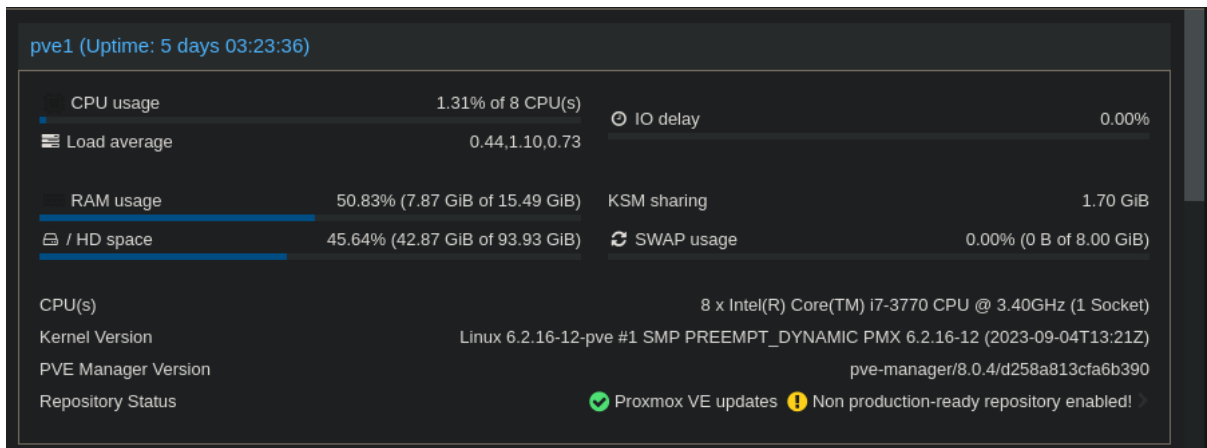 pve1 (Uptime: 5 days 03:23:36)
CPU usage 1.31% of 8 CPU(s)
IO delay 0.00%
Load average 0.44,1.10,0.73
RAM usage 50.83% (7.87 GiB of 15.49 GiB)
KSM sharing 1.70 GiB
/ HD space 45.64% (42.87 GiB of 93.93 GiB)
SWAP usage 0.00% (0 B of 8.00 GiB)
CPU(s) 8 x Intel(R) Core(TM) i7-3770 CPU @ 3.40GHz (1 Socket)
Kernel Version Linux 6.2.16-12-pve #1 SMP PREEMPT_DYNAMIC PMX 6.2.16-12 (2023-09-04T13:21Z)
PVE Manager Version pve-manager/8.0.4/d258a813cfa6b390
Repository Status Proxmox VE updates Non production-ready repository enabled!